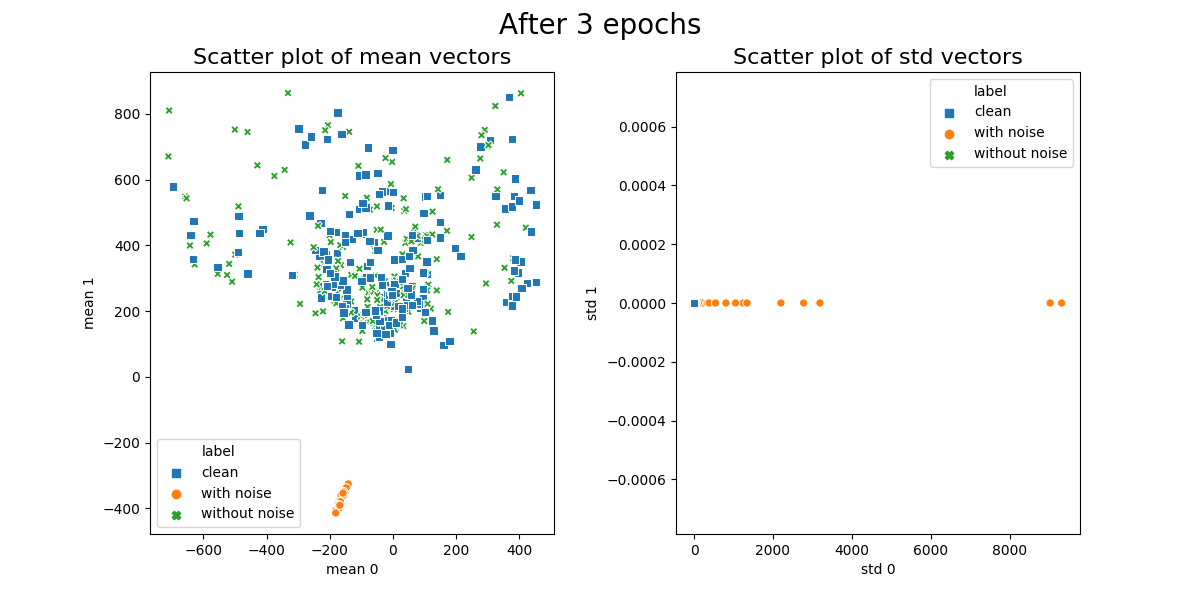 After 3 epochs
Scatter plot of mean vectors
800
600
400
200
0
−200
−400
mean 1
label
clean
with noise
without noise
−600
−400
−200
0
200
400
mean 0
Scatter plot of std vectors
0.0006
0.0004
0.0002
0.0000
−0.0002
−0.0004
−0.0006
std 1
label
clean
with noise
without noise
0
2000
4000
6000
8000
std 0